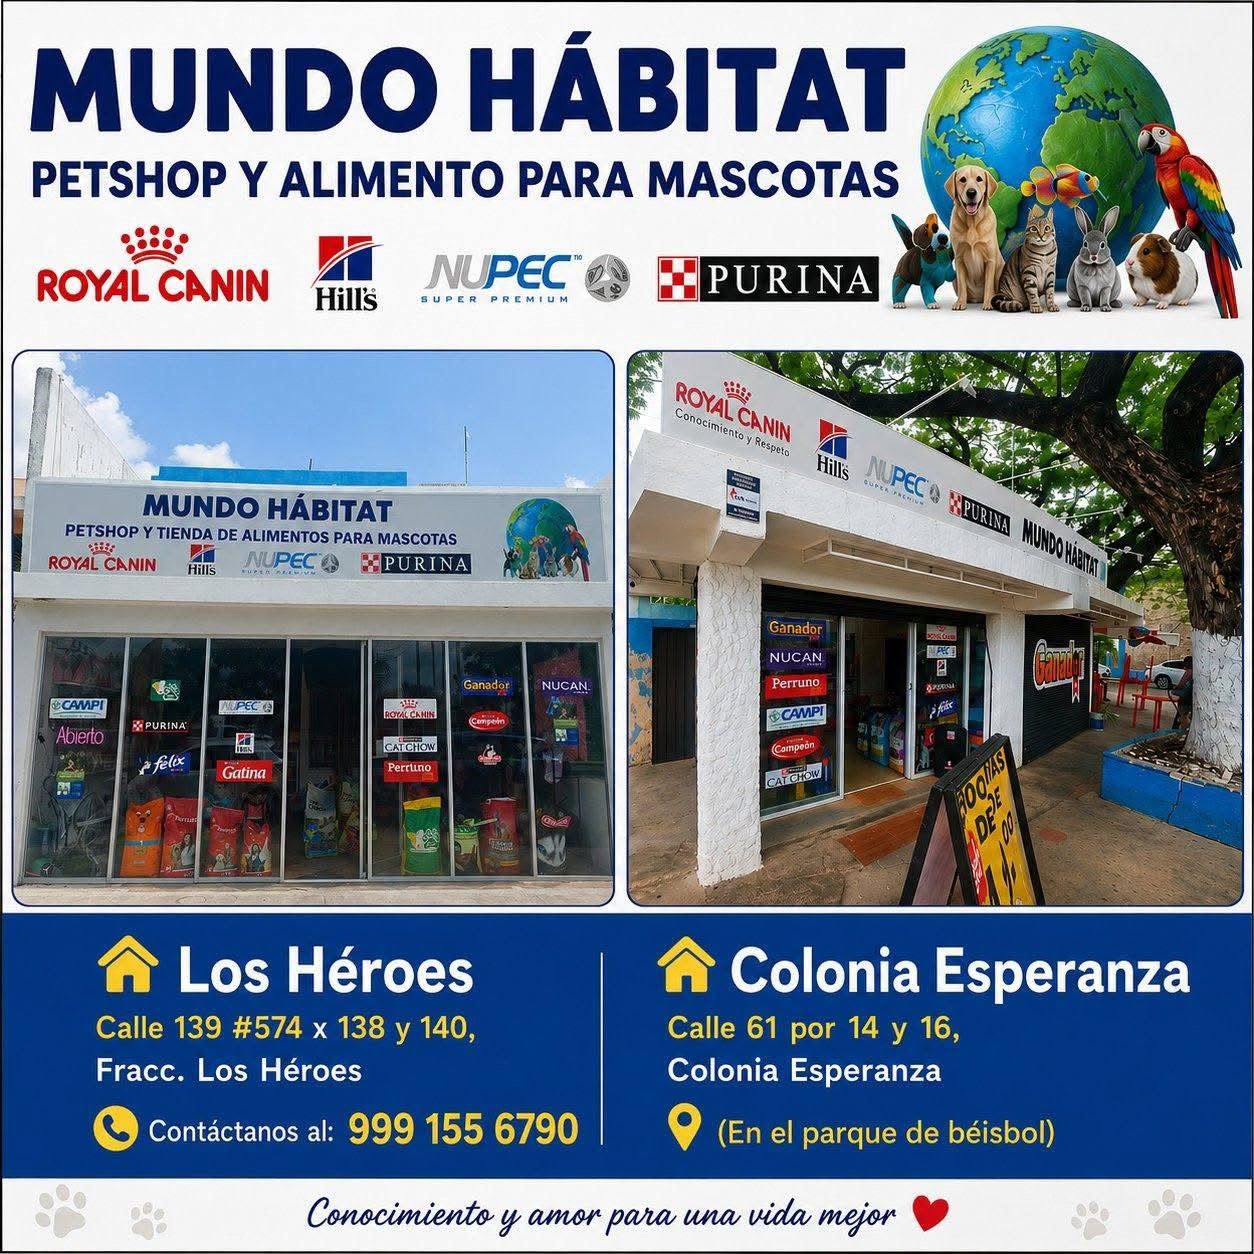 MUNDO HÁBITAT
PETSHOP Y ALIMENTO PARA MASCOTAS
ROYAL CANIN
Hill's
NUPEC
SUPER PREMIUM
PURINA
MUNDO HÁBITAT
PETSHOP Y TIENDA DE ALIMENTOS PARA MASCOTAS
ROYAL CANIN
Hill's
NUPEC
SUPER PREMIUM
PURINA
CAMPI
Abierto
PURINA
felix
NUPEC
Hill's
Gatina
ROYAL CANIN
CAT CHOW
Perruno
Ganador
Campeón
NUCAN
ROYAL CANIN
Conocimiento y Respeto
Hill's
NUPEC
SUPER PREMIUM
PURINA
MUNDO HÁBITAT
Ganador
NUCAN
Perruno
CAMPI
Campeón
CAT CHOW
felix
Ganador
DE
Los Héroes
Calle 139 #574 x 138 y 140,
Fracc. Los Héroes
Contáctanos al: 999 155 6790
Colonia Esperanza
Calle 61 por 14 y 16,
Colonia Esperanza
(En el parque de béisbol)
Conocimiento y amor para una vida mejor